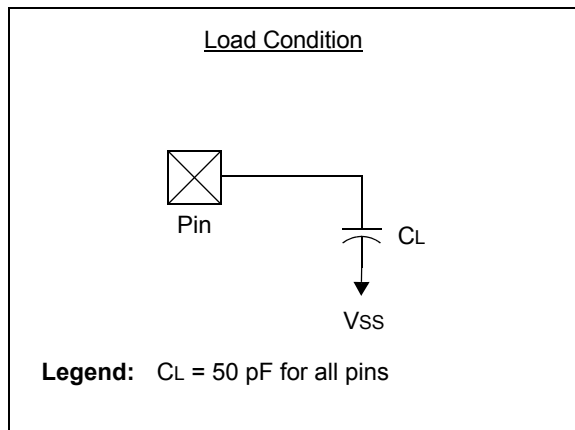 Load Condition
Pin
CL
VSS
Legend: CL = 50 pF for all pins